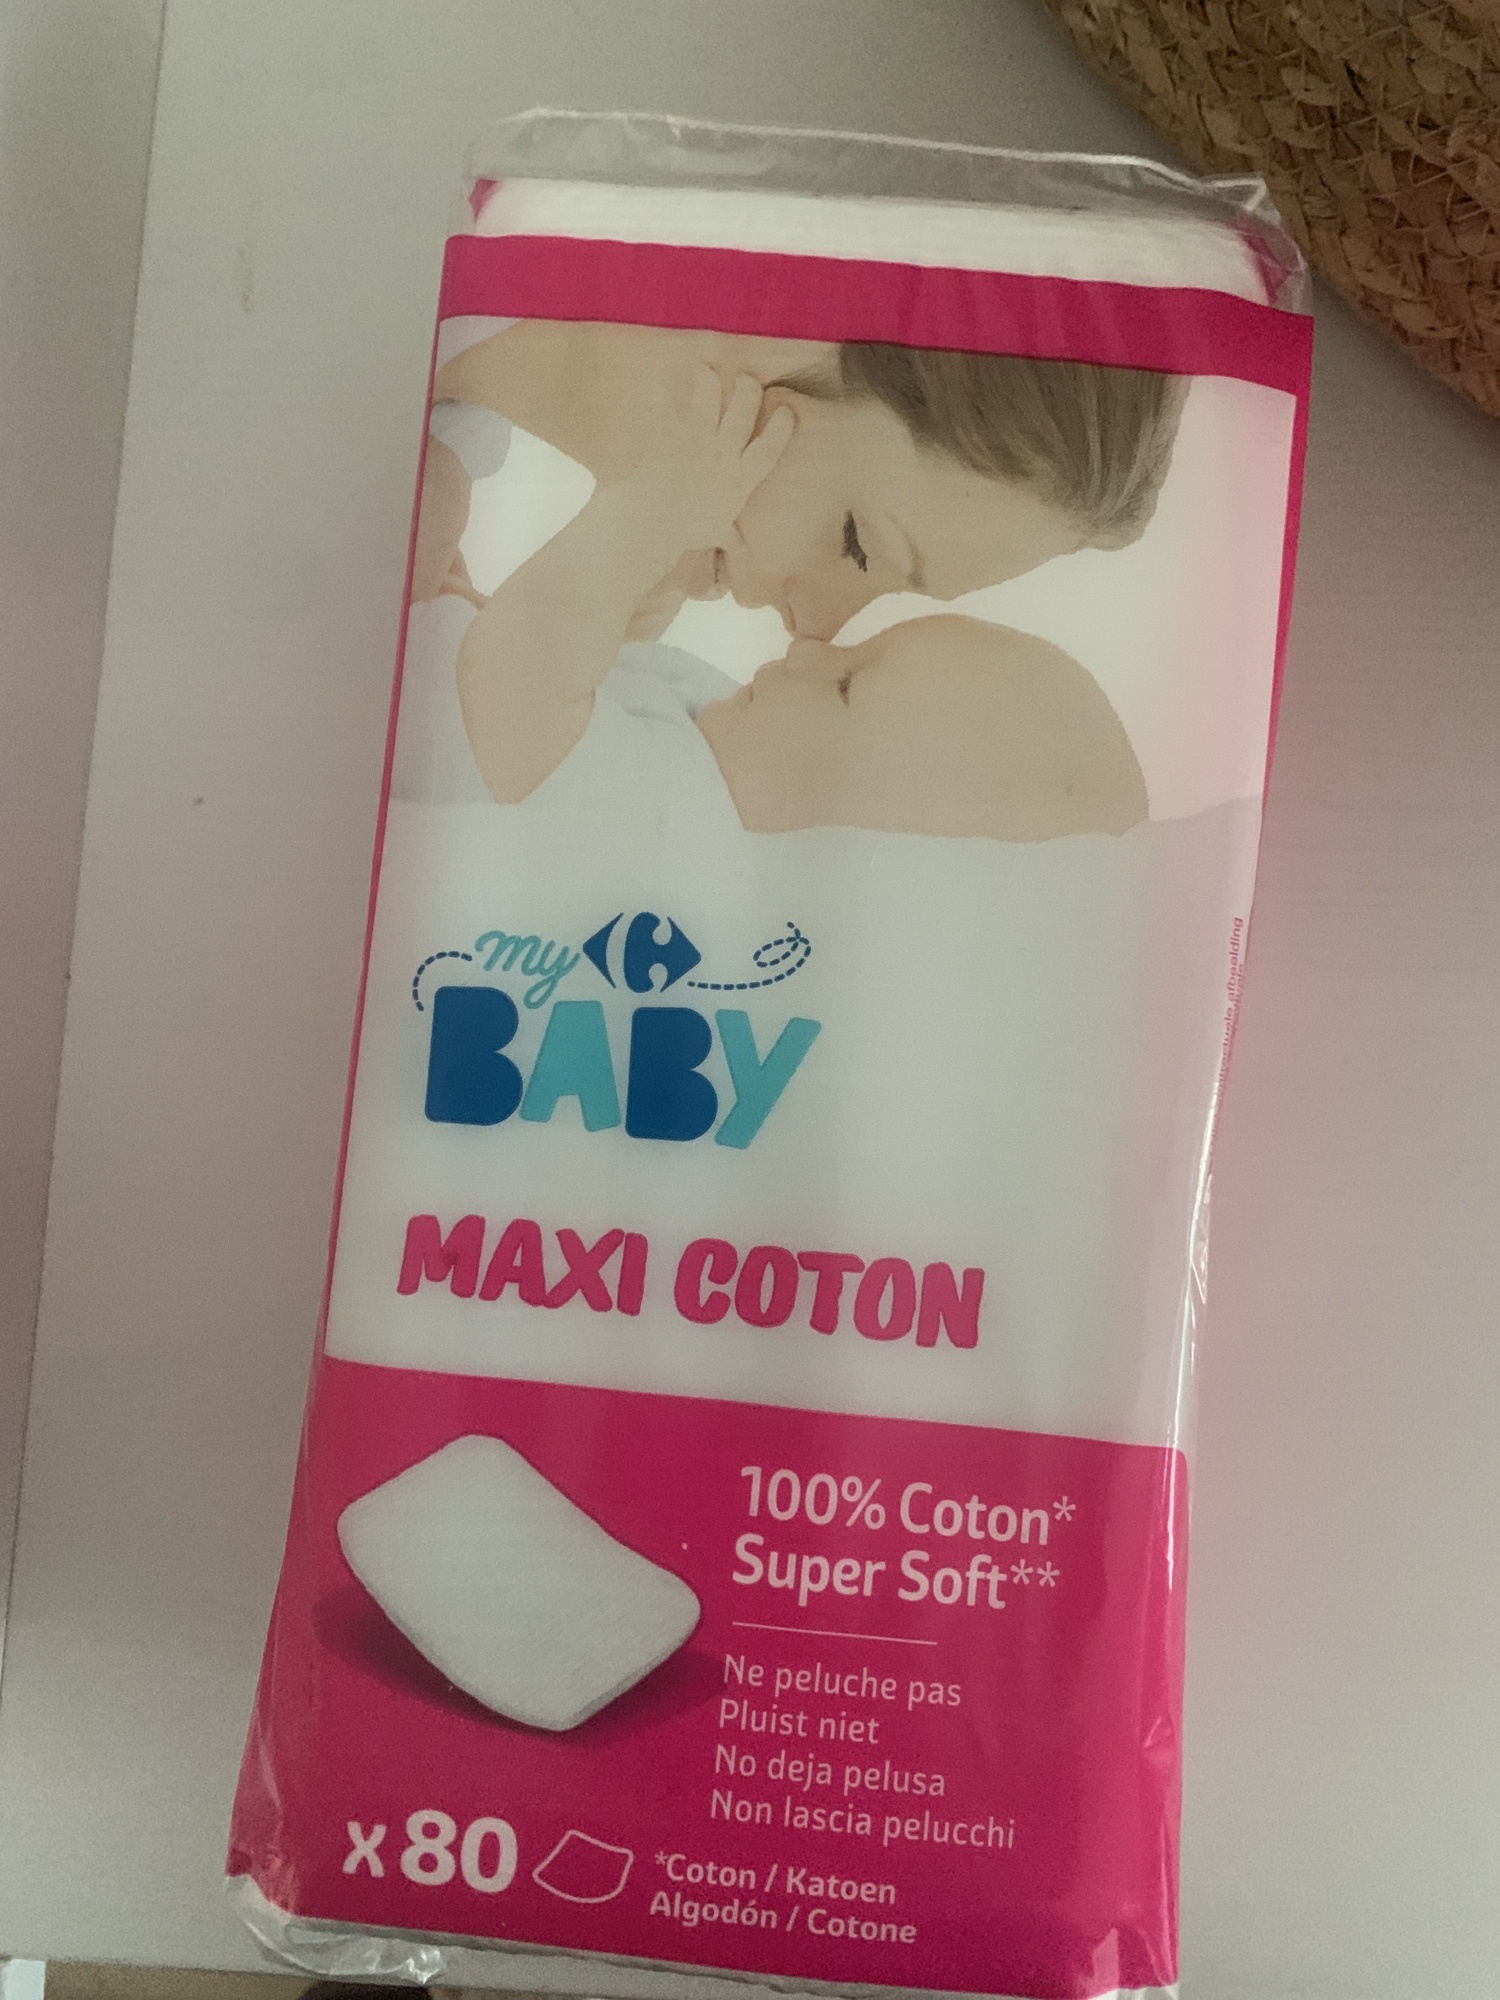 my
BABY
MAXI COTON
100% Coton*
Super Soft**
Ne peluche pas
Pluist niet
No deja pelusa
Non lascia pelucchi
x80
*Coton / Katoen
Algodón / Cotone